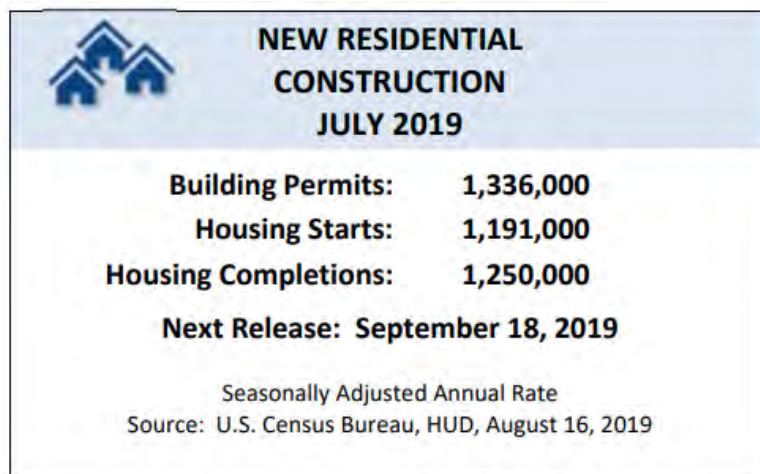 NEW RESIDENTIAL
CONSTRUCTION
JULY 2019
Building Permits: 1,336,000
Housing Starts: 1,191,000
Housing Completions: 1,250,000
Next Release: September 18, 2019
Seasonally Adjusted Annual Rate
Source: U.S. Census Bureau, HUD, August 16, 2019